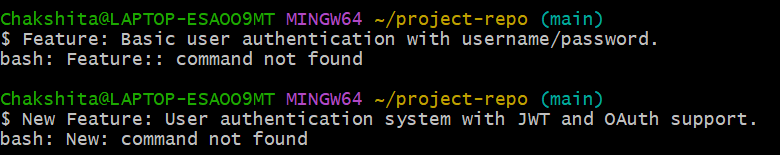 Chakshita@LAPTOP-ESAOO9MT MINGW64 ~/project-repo (main)
$ Feature: Basic user authentication with username/password.
bash: Feature:: command not found
Chakshita@LAPTOP-ESAOO9MT MINGW64 ~/project-repo (main)
$ New Feature: User authentication system with JWT and OAuth support.
bash: New: command not found